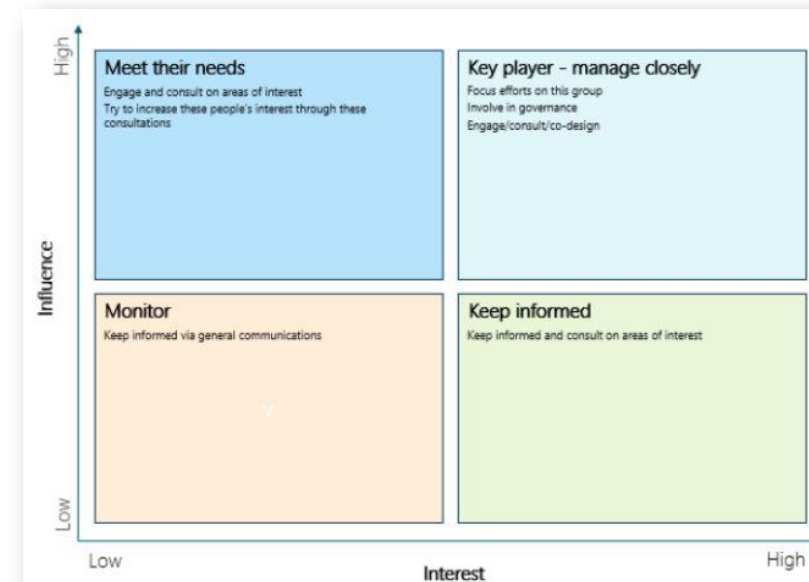 High
Meet their needs
Engage and consult on areas of interest
Try to increase these people's interest through these
consultations
Key player - manage closely
Focus efforts on this group
Involve in governance
Engage/consult/co-design
Influence
Monitor
Keep informed via general communications
V
Keep informed
Keep informed and consult on areas of interest
Low
Low
Interest
High